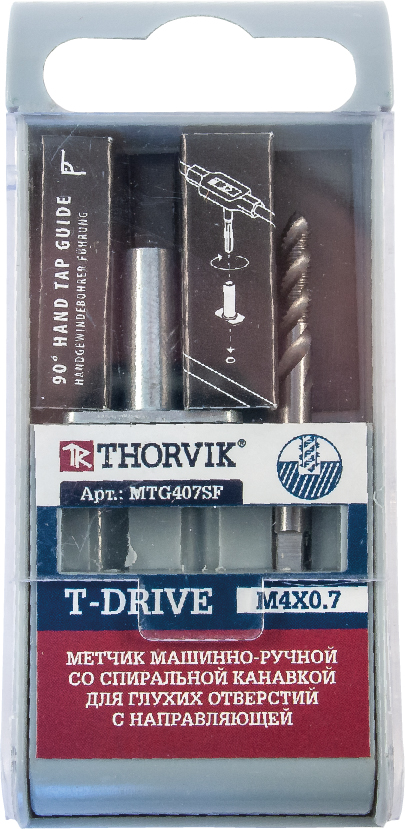 90° HAND TAP GUIDE
HANDGEWINDEBOHRER FÜHRUNG
TR THORVIK®
Арт.: MTG407SF
T-DRIVE
M4X0.7
МЕТЧИК МАШИННО-РУЧНОЙ
СО СПИРАЛЬНОЙ КАНАВКОЙ
ДЛЯ ГЛУХИХ ОТВЕРСТИЙ
С НАПРАВЛЯЮЩЕЙ